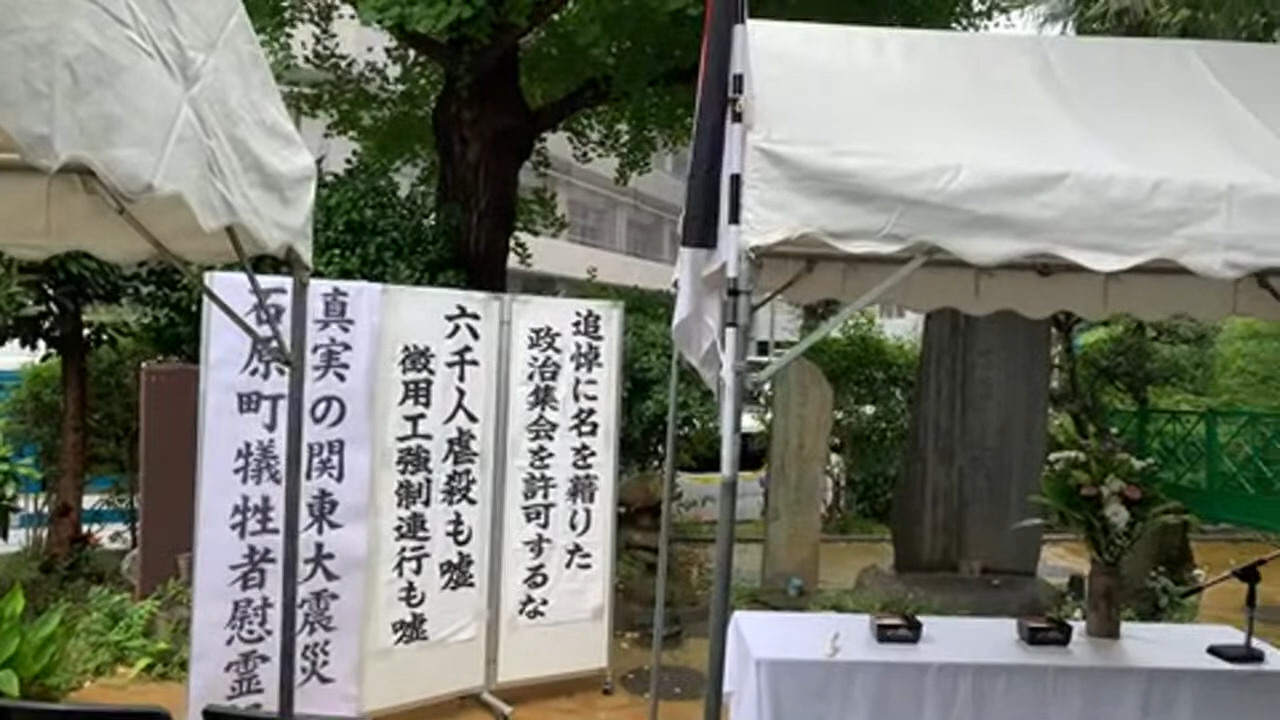 追悼に名を藉りた
政治集会を許可するな
六千人虐殺も嘘
徴用工強制連行も嘘
真実の関東大震災
石原町犠牲者慰霊